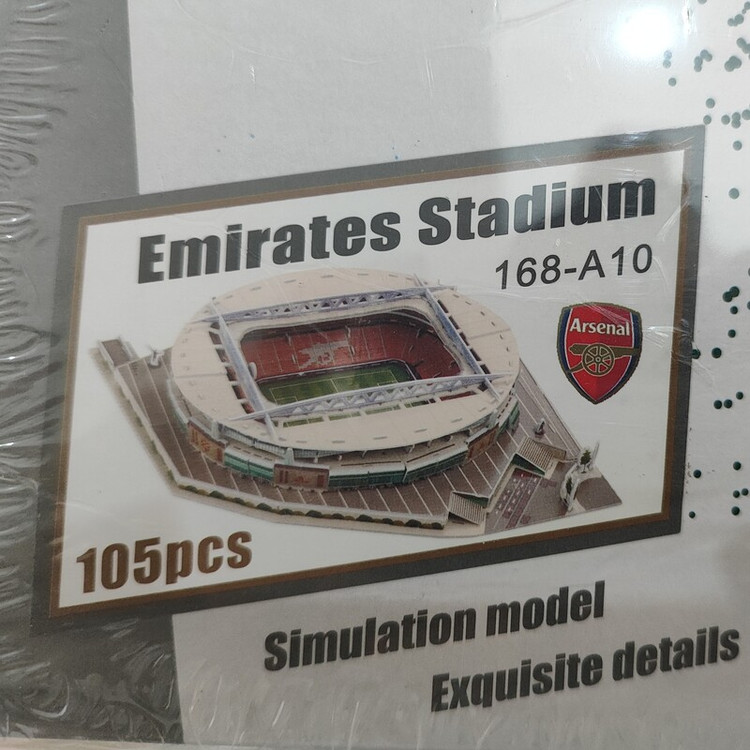 Emirates Stadium
168-A10
Arsenal
105pcs
Simulation model
Exquisite details